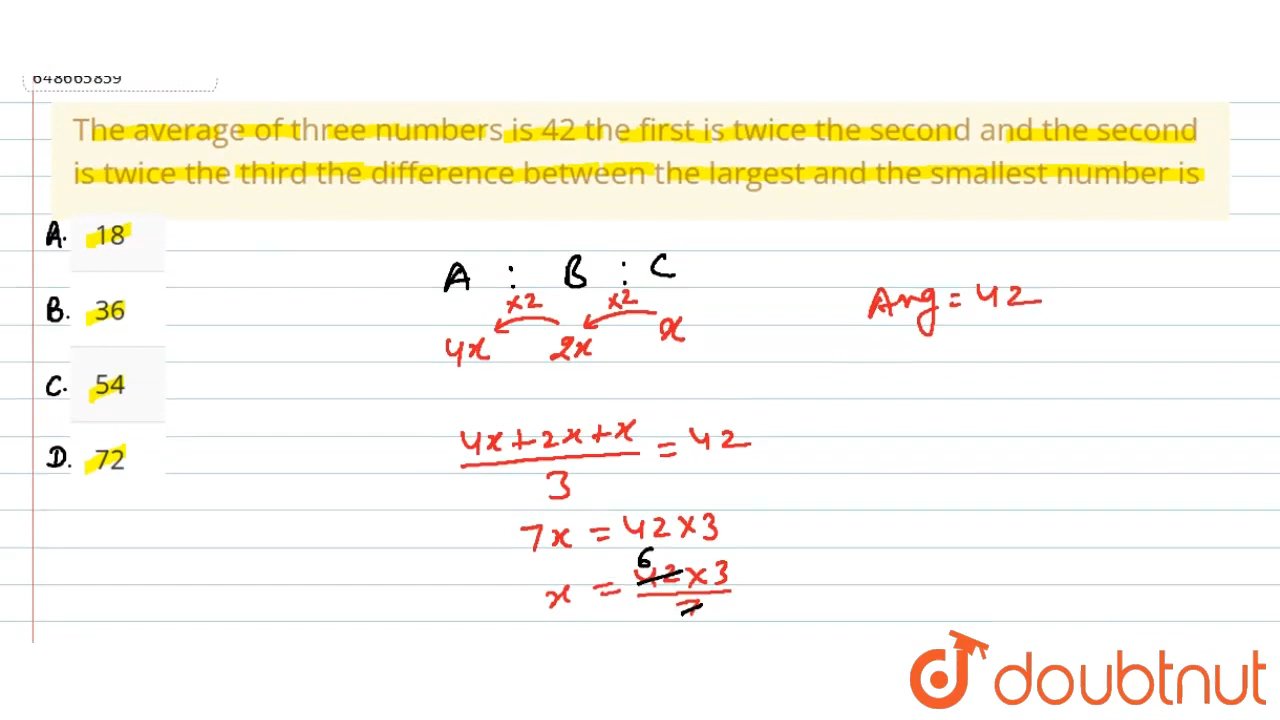 648665859
The average of three numbers is 42 the first is twice the second and the second
is twice the third the difference between the largest and the smallest number is
A. 18
B. 36
C. 54
D. 72
A : B : C
×2 ×2
4x 2x x
Avg = 42
4x+2x+x
3
= 42
7x = 42×3
6
x = 42×3
7
doubtnut